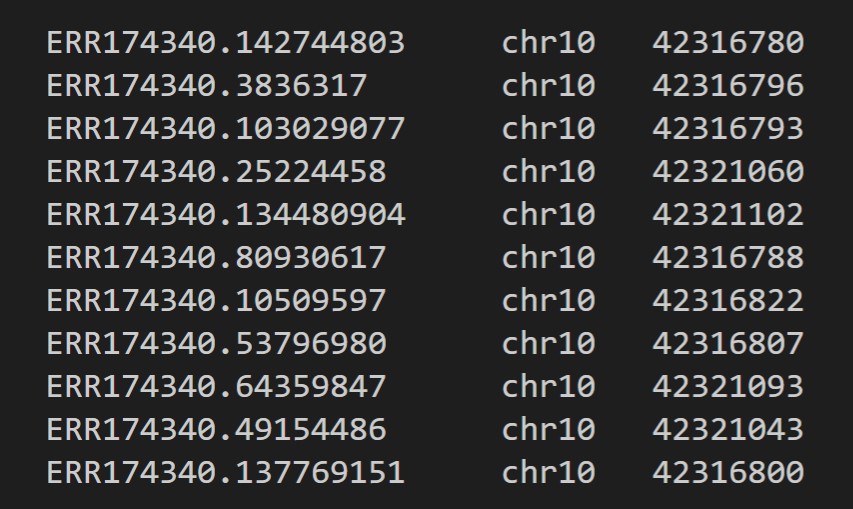 ERR174340.142744803 chr10 42316780
ERR174340.3836317 chr10 42316796
ERR174340.103029077 chr10 42316793
ERR174340.25224458 chr10 42321060
ERR174340.134480904 chr10 42321102
ERR174340.80930617 chr10 42316788
ERR174340.10509597 chr10 42316822
ERR174340.53796980 chr10 42316807
ERR174340.64359847 chr10 42321093
ERR174340.49154486 chr10 42321043
ERR174340.137769151 chr10 42316800